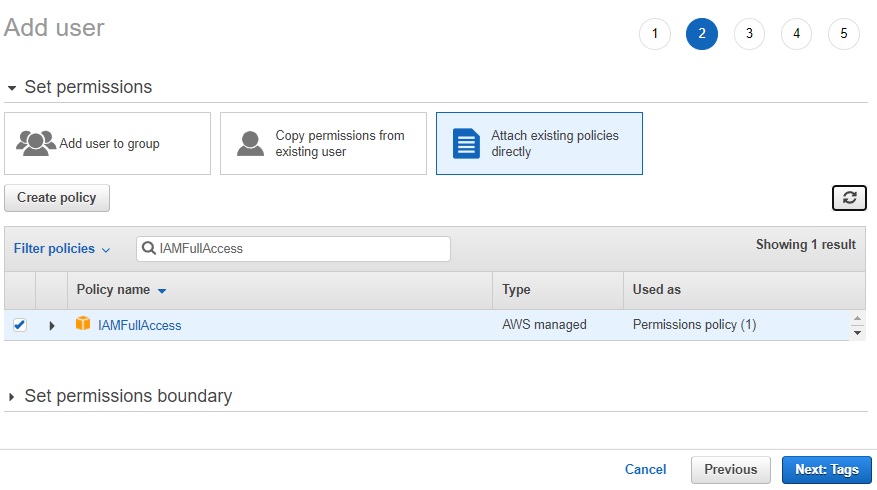 Add user
1 2 3 4 5
Set permissions
Add user to group
Copy permissions from
existing user
Attach existing policies
directly
Create policy
Filter policies
IAMFullAccess
Showing 1 result
Policy name Type Used as
IAMFullAccess AWS managed Permissions policy (1)
Set permissions boundary
Cancel Previous Next: Tags